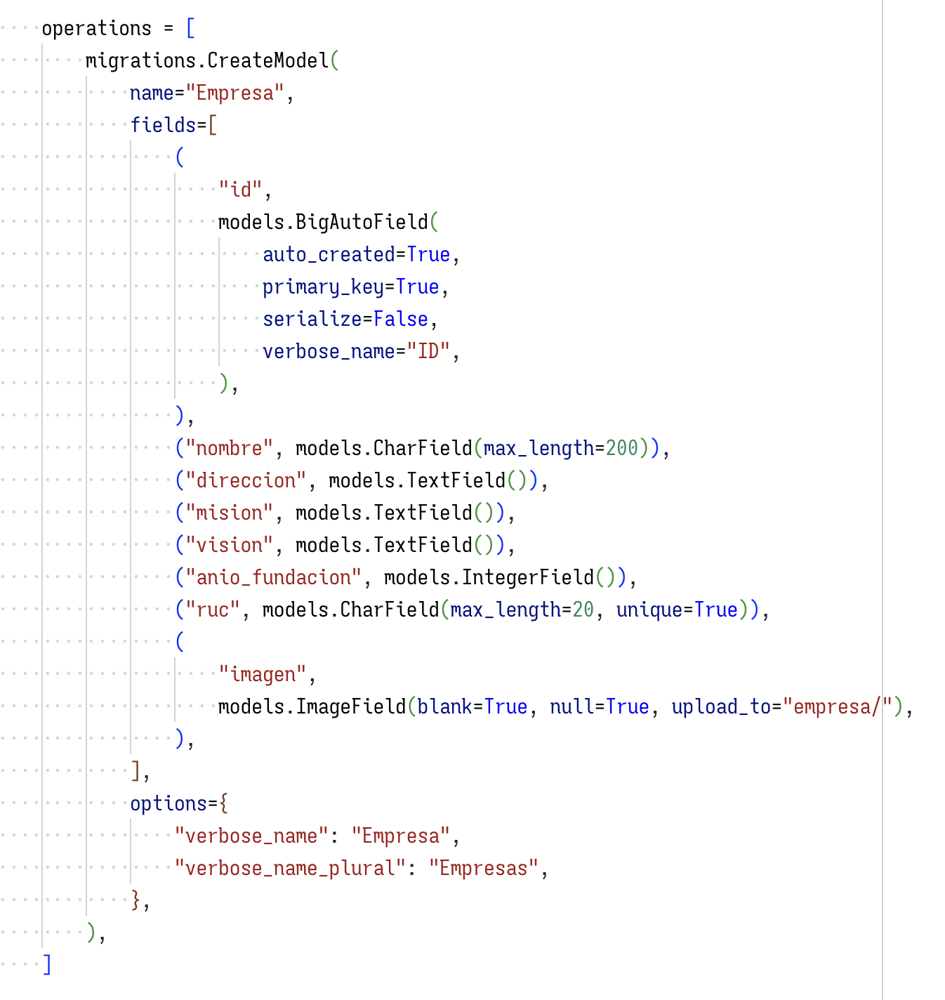 operations = [
migrations.CreateModel(
name="Empresa",
fields=[
(
"id",
models.BigAutoField(
auto_created=True,
primary_key=True,
serialize=False,
verbose_name="ID",
),
),
("nombre", models.CharField(max_length=200)),
("direccion", models.TextField()),
("mision", models.TextField()),
("vision", models.TextField()),
("anio_fundacion", models.IntegerField()),
("ruc", models.CharField(max_length=20, unique=True)),
(
"imagen",
models.ImageField(blank=True, null=True, upload_to="empresa/"),
),
],
options={
"verbose_name": "Empresa",
"verbose_name_plural": "Empresas",
},
),
]